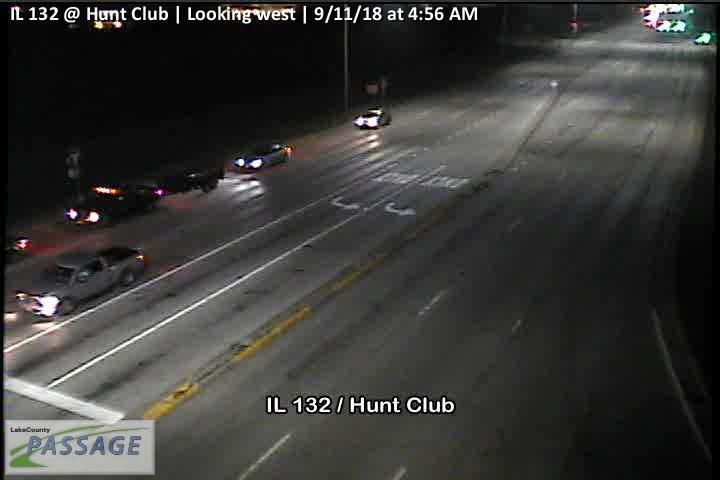 IL 132 @ Hunt Club | Looking west | 9/11/18 at 4:56 AM
IL 132 / Hunt Club
LakeCounty
PASSAGE